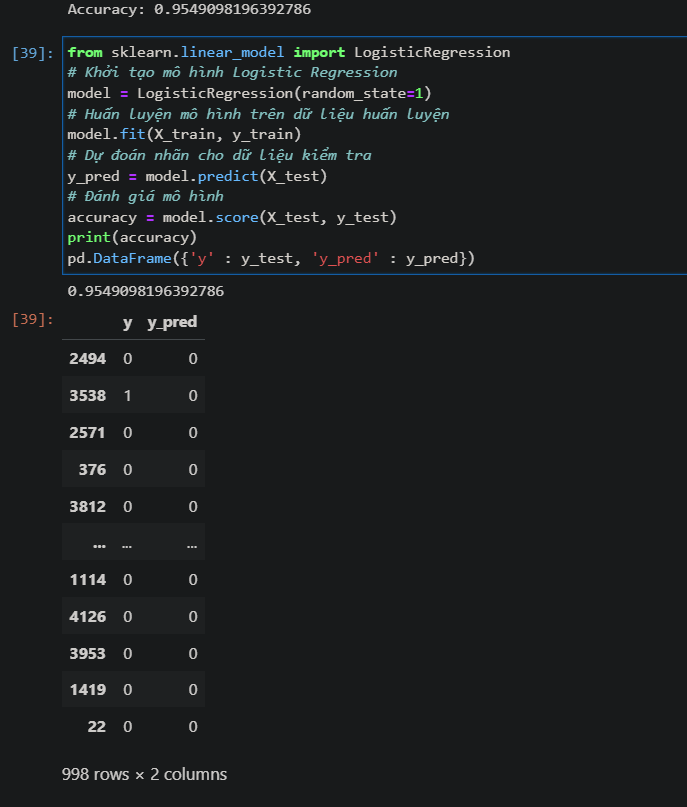 Accuracy: 0.9549098196392786
[39]: from sklearn.linear_model import LogisticRegression
# Khởi tạo mô hình Logistic Regression
model = LogisticRegression(random_state=1)
# Huấn luyện mô hình trên dữ liệu huấn luyện
model.fit(X_train, y_train)
# Dự đoán nhãn cho dữ liệu kiểm tra
y_pred = model.predict(X_test)
# Đánh giá mô hình
accuracy = model.score(X_test, y_test)
print(accuracy)
pd.DataFrame({'y' : y_test, 'y_pred' : y_pred})
0.9549098196392786
[39]: y y_pred
2494 0 0
3538 1 0
2571 0 0
376 0 0
3812 0 0
... ... ...
1114 0 0
4126 0 0
3953 0 0
1419 0 0
22 0 0
998 rows × 2 columns